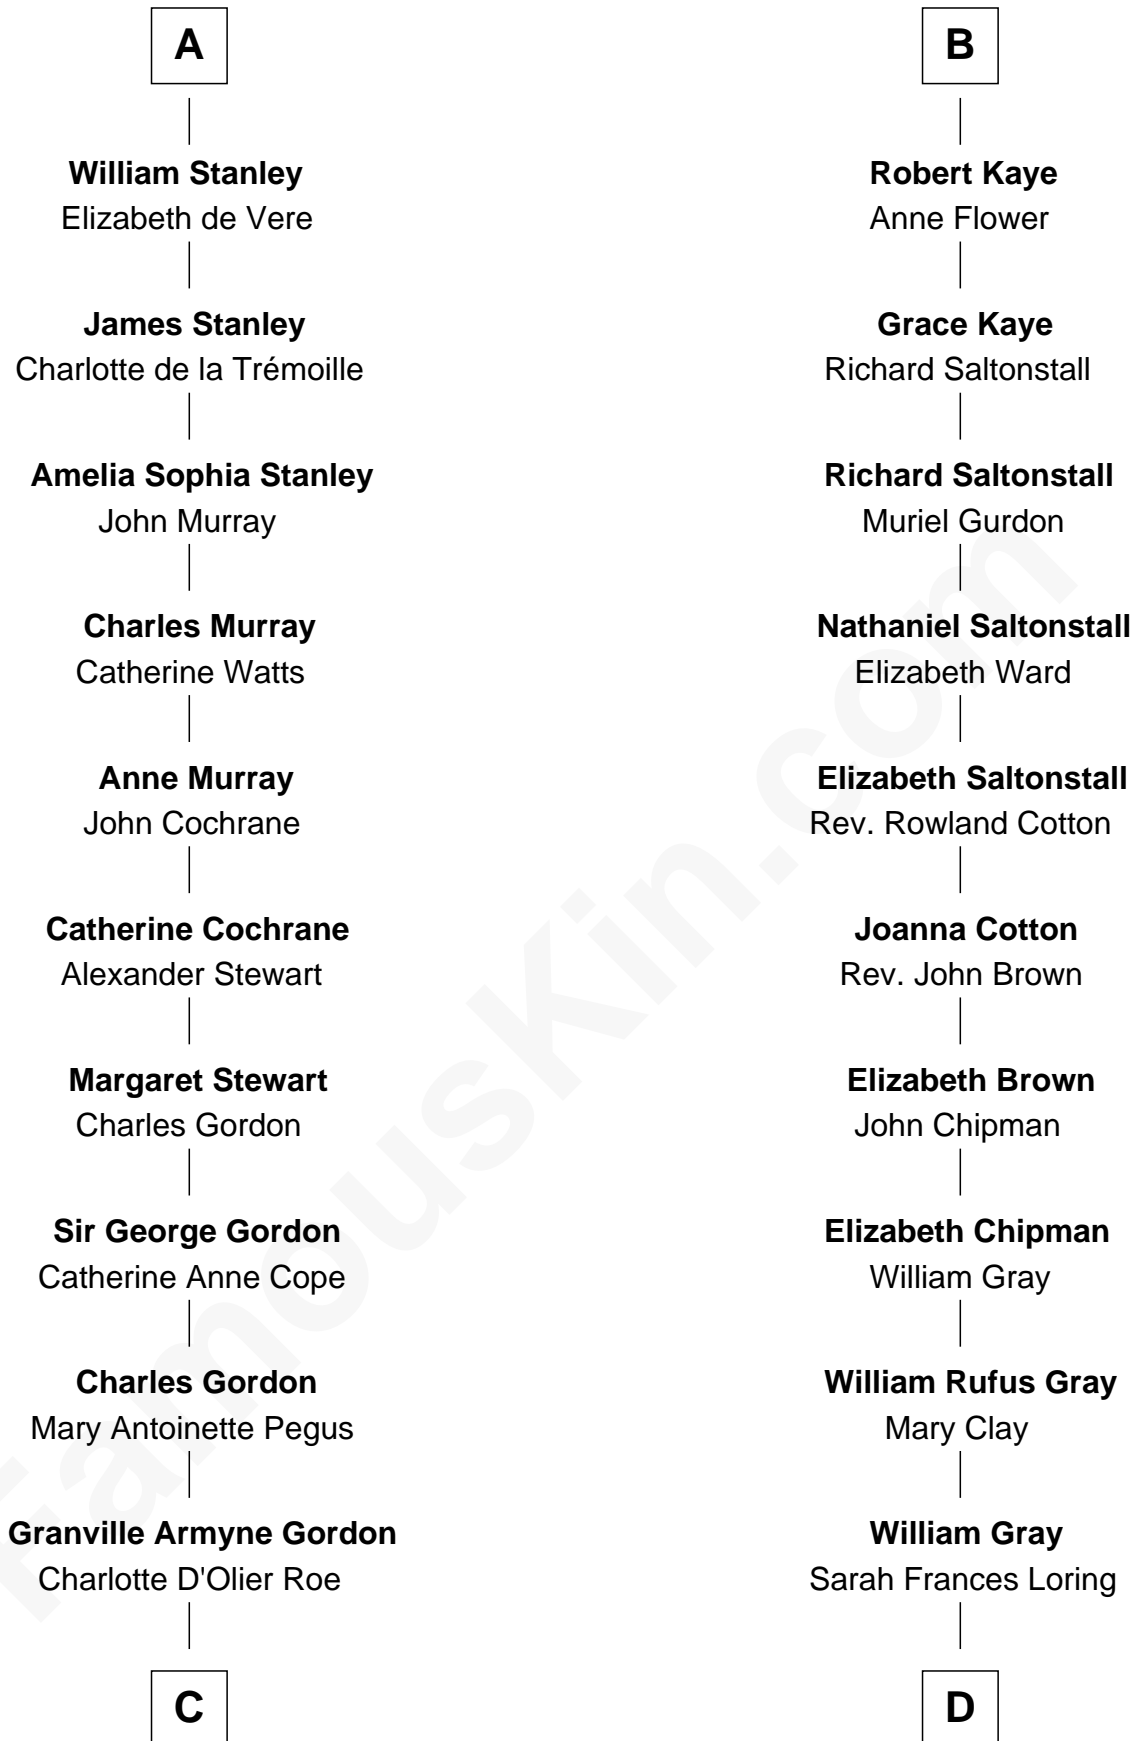 A
William Stanley
Elizabeth de Vere
James Stanley
Charlotte de la Trémoille
Amelia Sophia Stanley
John Murray
Charles Murray
Catherine Watts
Anne Murray
John Cochrane
Catherine Cochrane
Alexander Stewart
Margaret Stewart
Charles Gordon
Sir George Gordon
Catherine Anne Cope
Charles Gordon
Mary Antoinette Pegus
Granville Armyne Gordon
Charlotte D'Olier Roe
C
B
Robert Kaye
Anne Flower
Grace Kaye
Richard Saltonstall
Richard Saltonstall
Muriel Gurdon
Nathaniel Saltonstall
Elizabeth Ward
Elizabeth Saltonstall
Rev. Rowland Cotton
Joanna Cotton
Rev. John Brown
Elizabeth Brown
John Chipman
Elizabeth Chipman
William Gray
William Rufus Gray
Mary Clay
William Gray
Sarah Frances Loring
D
FamousKin.com